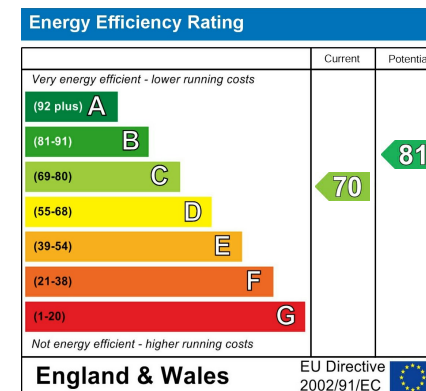 Energy Efficiency Rating
Current Potentia
Very energy efficient - lower running costs
(92 plus) A
(81-91) B
81
(69-80) C
70
(55-68) D
(39-54) E
(21-38) F
(1-20) G
Not energy efficient - higher running costs
England & Wales
EU Directive
2002/91/EC